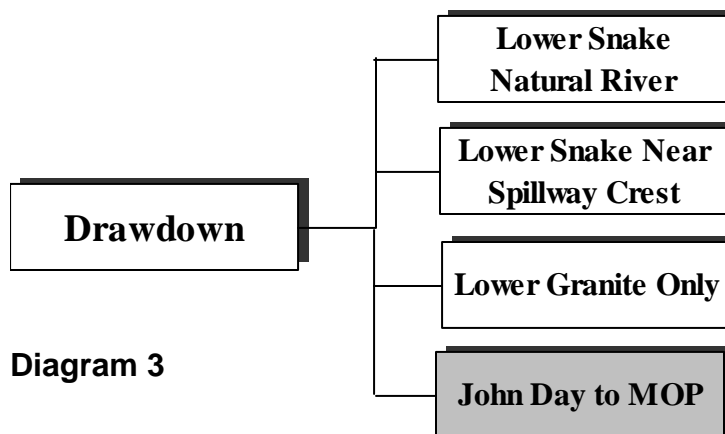 Lower Snake
Natural River
Lower Snake Near
Spillway Crest
Drawdown
Lower Granite Only
Diagram 3
John Day to MOP